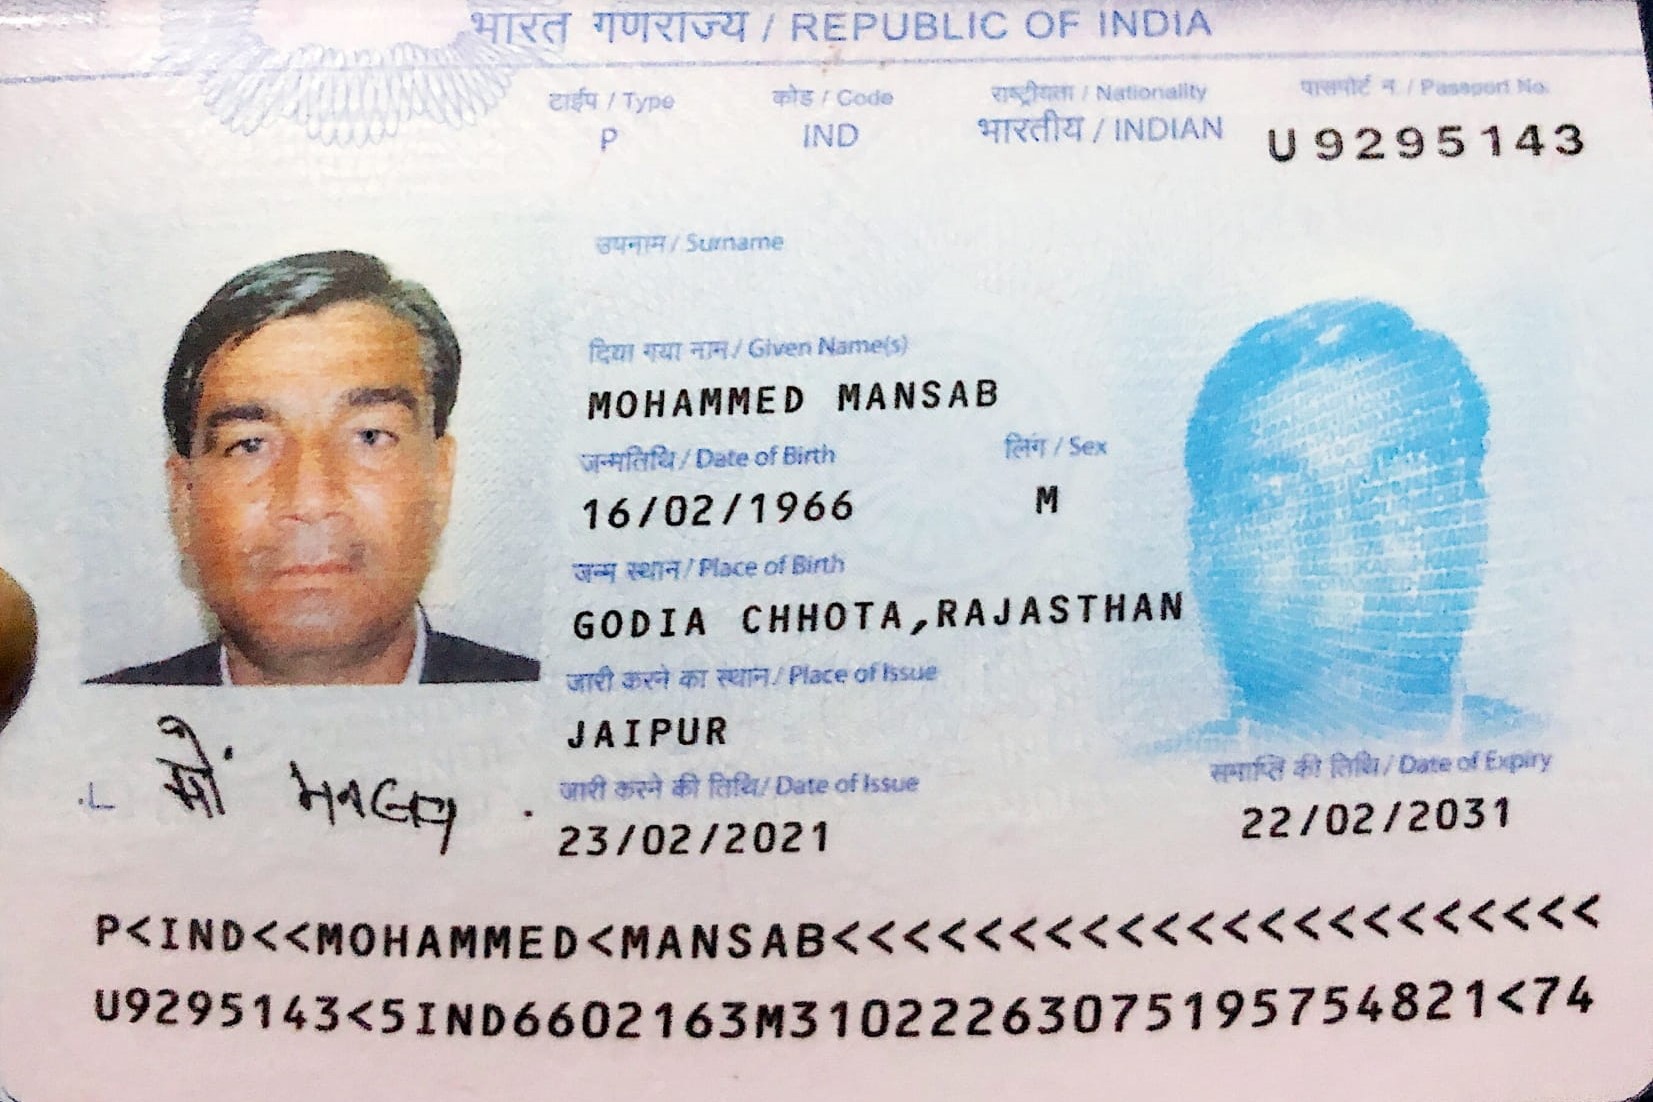 भारत गणराज्य / REPUBLIC OF INDIA
टाईप / Type कोड / Code राष्ट्रीयता / Nationality पासपोर्ट न. / Passport No.
P IND भारतीय / INDIAN U9295143
उपनाम / Surname
दिया गया नाम / Given Name(s)
MOHAMMED MANSAB
जन्मतिथि / Date of Birth लिंग / Sex
16/02/1966 M
जन्म स्थान / Place of Birth
GODIA CHHOTA,RAJASTHAN
जारी करने का स्थान / Place of Issue
JAIPUR
जारी करने की तिथि / Date of Issue समाप्ति की तिथि / Date of Expiry
23/02/2021 22/02/2031
मो
P<IND<<MOHAMMED<MANSAB<<<<<<<<<<<<<<<<<<<<<<
U9295143<5IND6602163M31022263075195754821<74